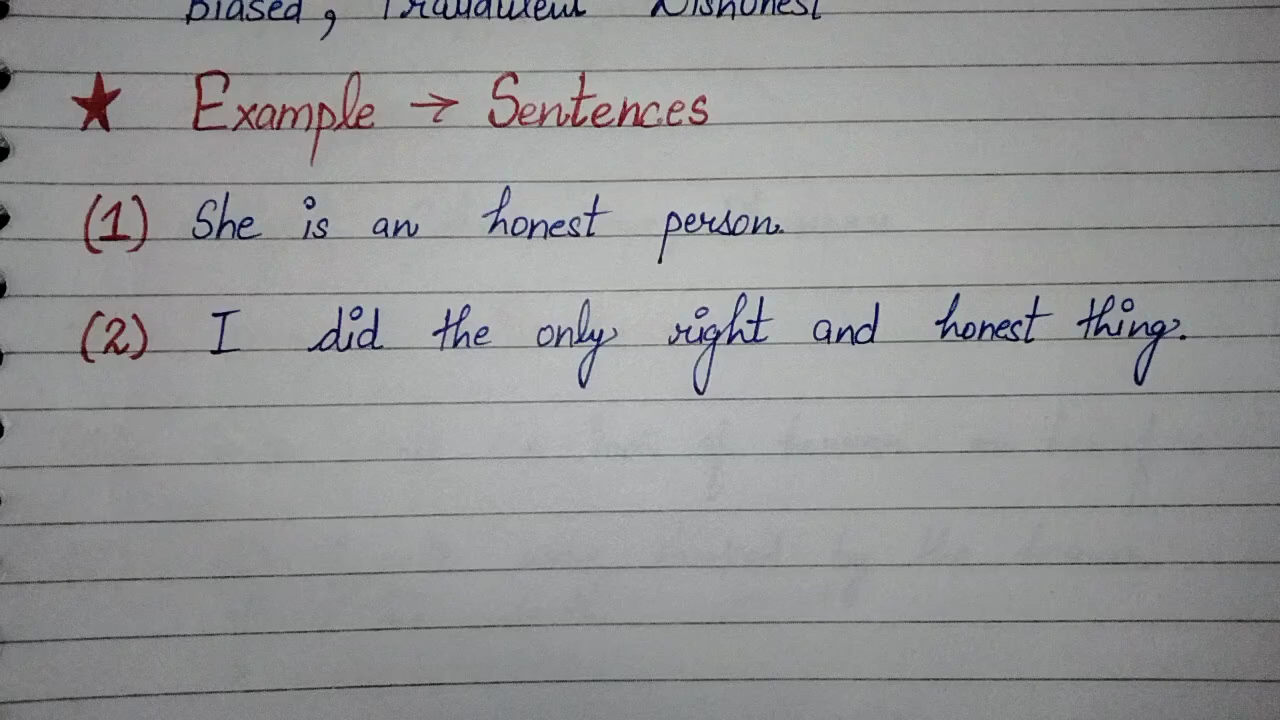 Biased, Fraudulent Dishonest
★ Example → Sentences
(1) She is an honest person.
(2) I did the only right and honest thing.